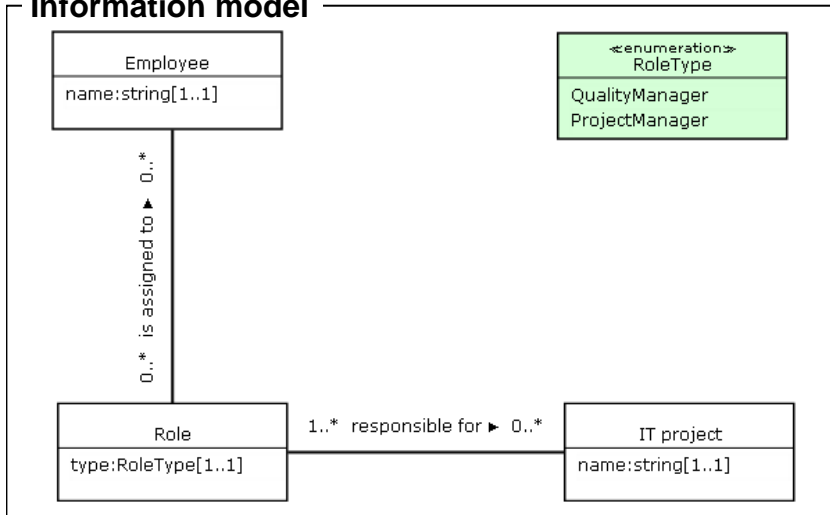 Information model
Employee
name:string[1..1]
«enumeration»
RoleType
QualityManager
ProjectManager
0..* is assigned to ► 0..*
Role
type:RoleType[1..1]
1..* responsible for ► 0..*
IT project
name:string[1..1]